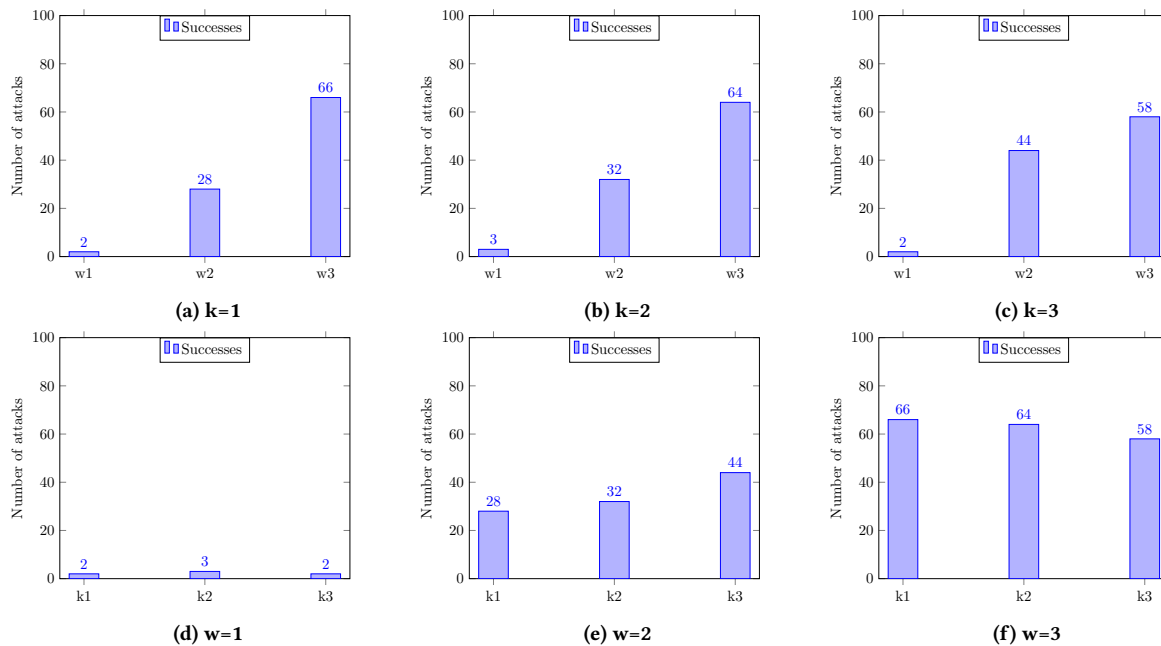 Successes
Number of attacks
100
80
60
40
20
0
2
28
66
w1
w2
w3
(a) k=1
Successes
Number of attacks
100
80
60
40
20
0
3
32
64
w1
w2
w3
(b) k=2
Successes
Number of attacks
100
80
60
40
20
0
2
44
58
w1
w2
w3
(c) k=3
Successes
Number of attacks
100
80
60
40
20
0
2
3
2
k1
k2
k3
(d) w=1
Successes
Number of attacks
100
80
60
40
20
0
28
32
44
k1
k2
k3
(e) w=2
Successes
Number of attacks
100
80
60
40
20
0
66
64
58
k1
k2
k3
(f) w=3